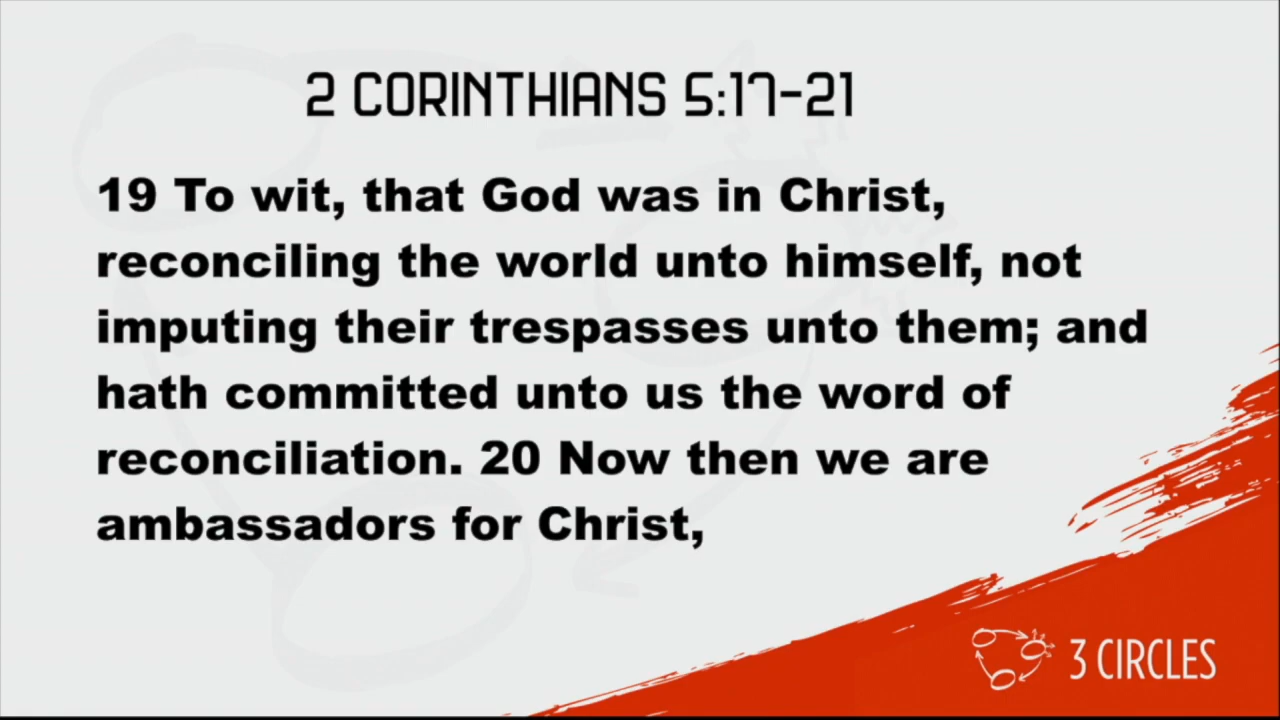 2 CORINTHIANS 5:17-21
19 To wit, that God was in Christ,
reconciling the world unto himself, not
imputing their trespasses unto them; and
hath committed unto us the word of
reconciliation. 20 Now then we are
ambassadors for Christ,
3 CIRCLES